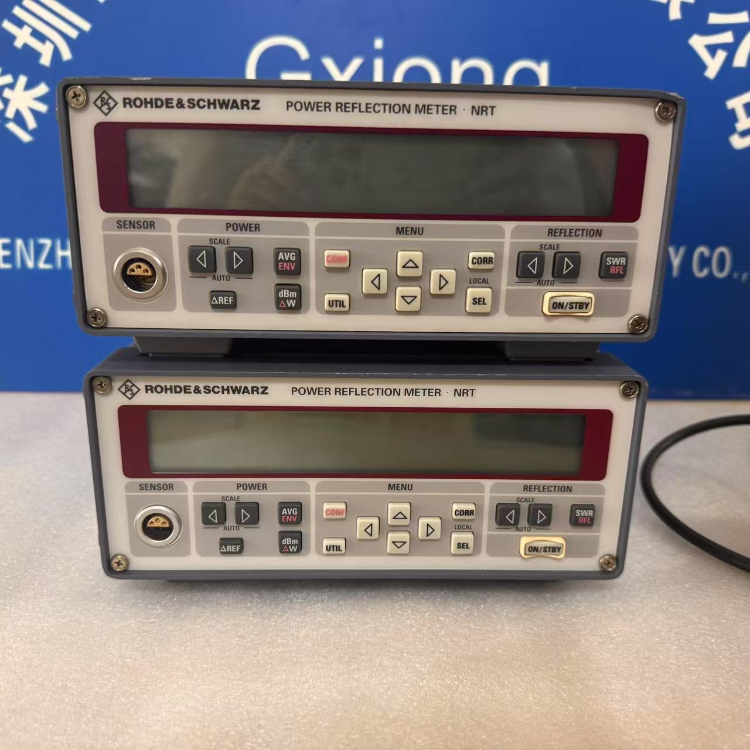 深圳
公
Gxiong
ENZH
Y CO.,
R&S ROHDE&SCHWARZ POWER REFLECTION METER · NRT
SENSOR POWER MENU REFLECTION
SCALE SCALE
AVG ENV CONF CORR SWR RFL
AUTO LOCAL AUTO
ΔREF dBm ΔW UTIL SEL ON/STBY
R&S ROHDE&SCHWARZ POWER REFLECTION METER · NRT
SENSOR POWER MENU REFLECTION
SCALE SCALE
AVG ENV CONF CORR SWR RFL
AUTO LOCAL AUTO
ΔREF dBm ΔW UTIL SEL ON/STBY